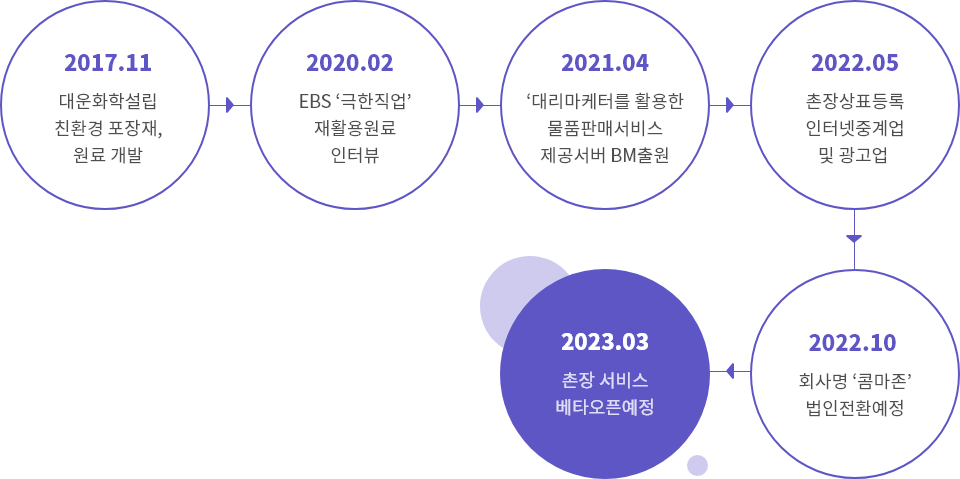 2017.11
대운화학설립
친환경 포장재,
원료 개발
2020.02
EBS ‘극한직업’
재활용원료
인터뷰
2021.04
‘대리마케터를 활용한
물품판매서비스
제공서버 BM출원
2022.05
촌장상표등록
인터넷중계업
및 광고업
2022.10
회사명 ‘콤마존’
법인전환예정
2023.03
촌장 서비스
베타오픈예정